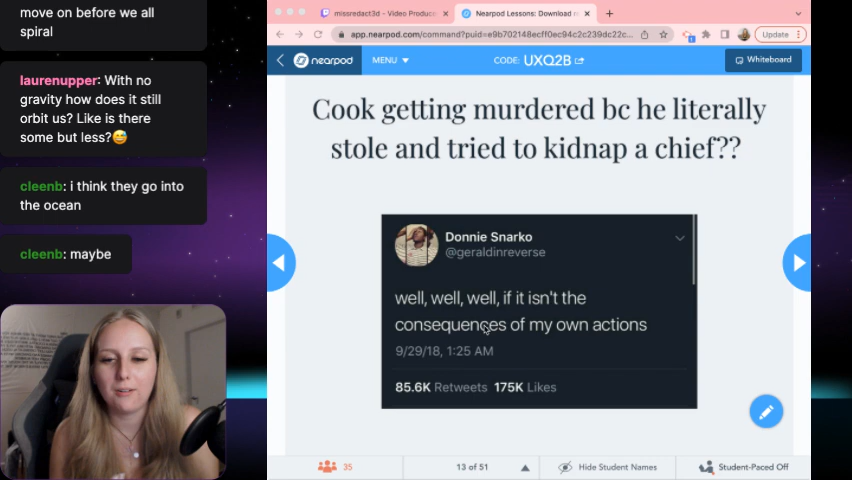 move on before we all
spiral
laurenupper: With no
gravity how does it still
orbit us? Like is there
some but less?😅
cleenb: i think they go into
the ocean
cleenb: maybe
missredact3d - Video Produce
Nearpod Lessons: Download n
app.nearpod.com/command?puid=e9b702148ecff0ec94c2c239dc22c...
Update
nearpod
MENU
CODE: UXQ2B
Whiteboard
Cook getting murdered bc he literally
stole and tried to kidnap a chief??
Donnie Snarko
@geraldinreverse
well, well, well, if it isn't the
consequences of my own actions
9/29/18, 1:25 AM
85.6K Retweets 175K Likes
35
13 of 51
Hide Student Names
Student-Paced Off